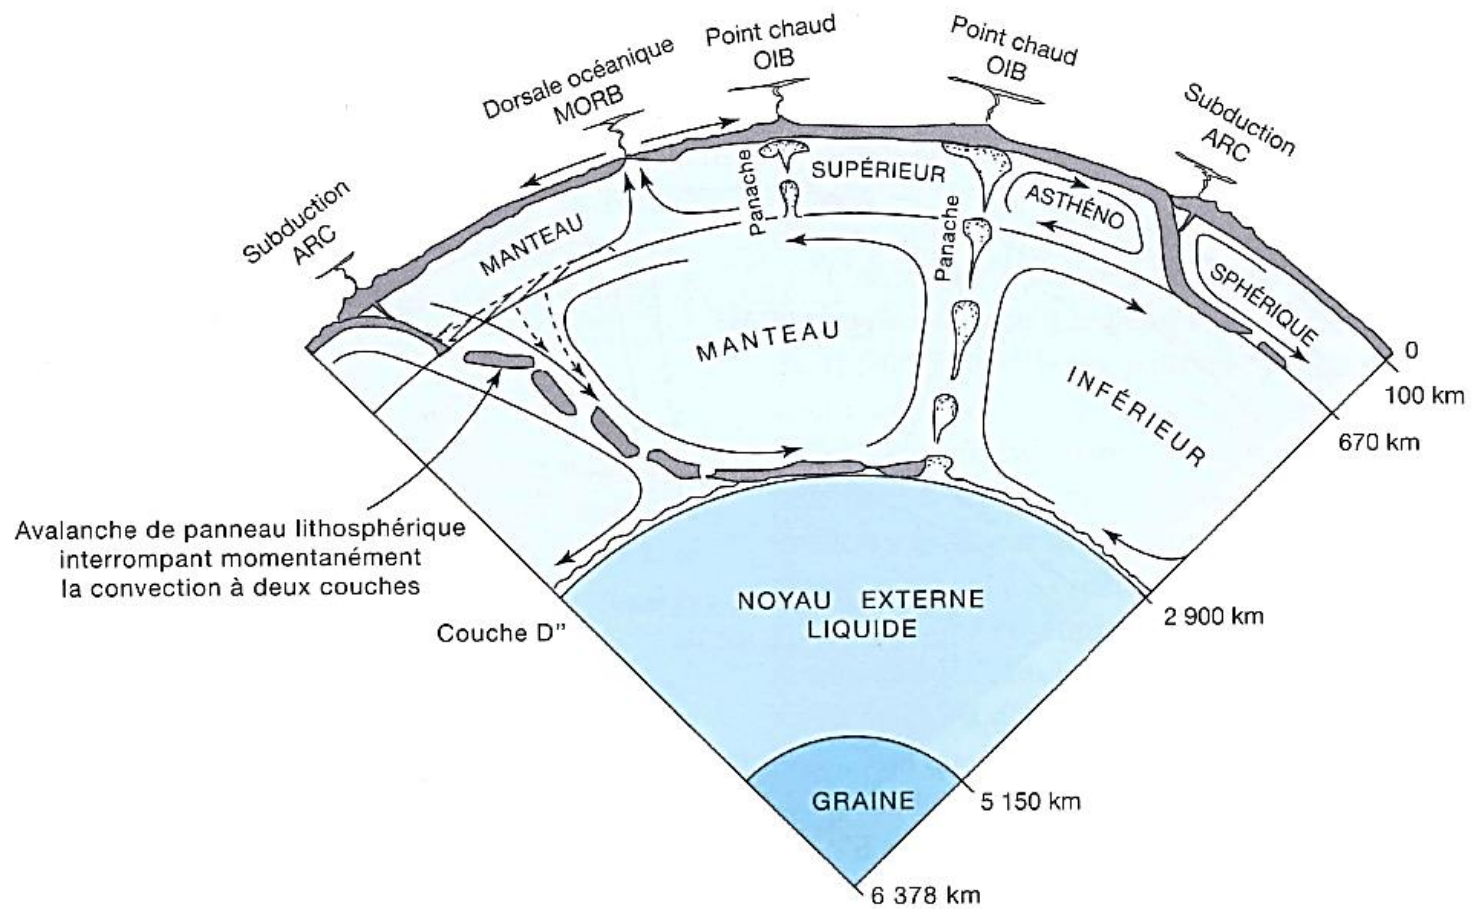 Dorsale océanique
MORB
Point chaud
OIB
Point chaud
OIB
Subduction
ARC
Subduction
ARC
MANTEAU
SUPÉRIEUR
ASTHÉNO
SPHÉRIQUE
Panache
Panache
MANTEAU
INFÉRIEUR
0
100 km
670 km
2 900 km
5 150 km
6 378 km
Avalanche de panneau lithosphérique
interrompant momentanément
la convection à deux couches
Couche D"
NOYAU EXTERNE
LIQUIDE
GRAINE